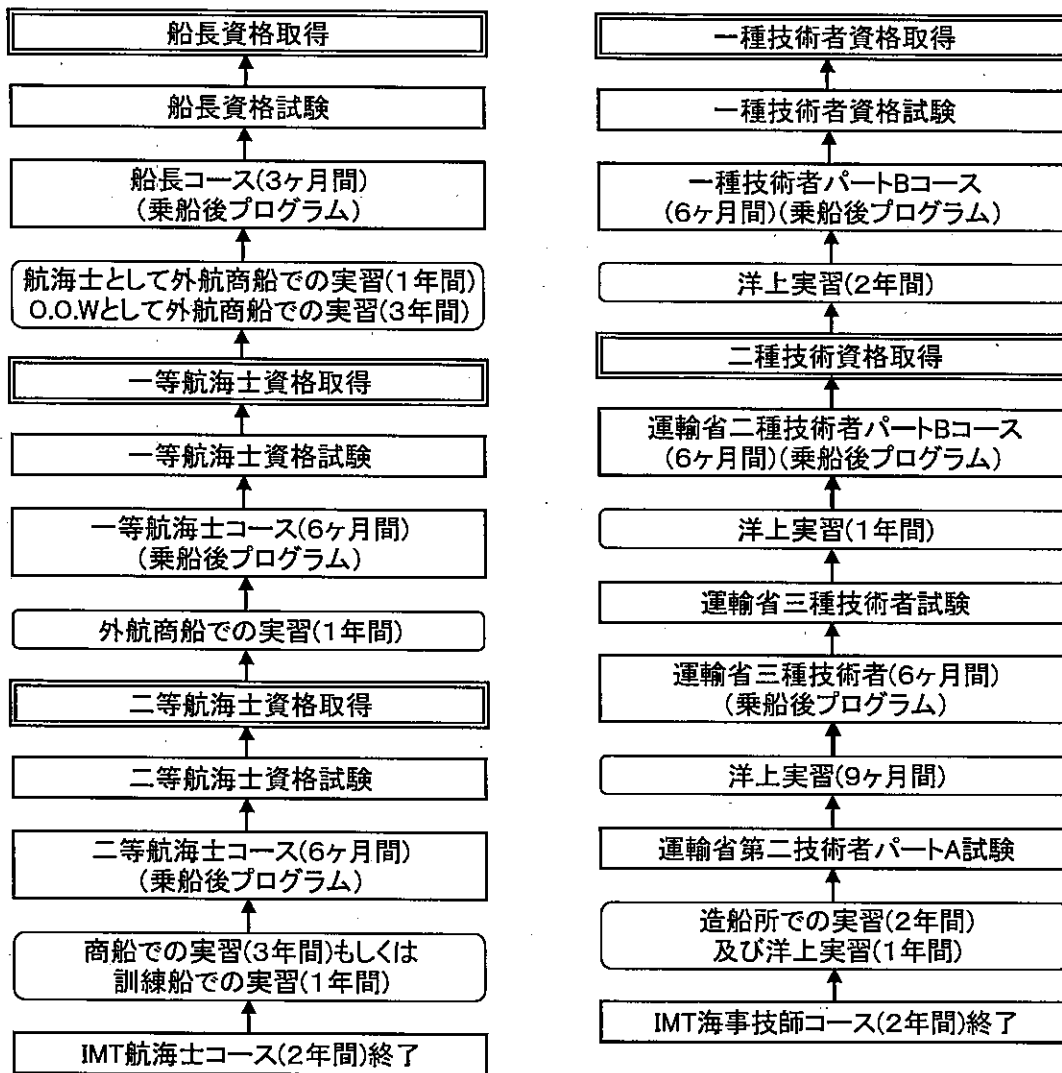 船長資格取得
船長資格試験
船長コース(3ヶ月間)
(乗船後プログラム)
航海士として外航商船での実習(1年間)
O.O.Wとして外航商船での実習(3年間)
一等航海士資格取得
一等航海士資格試験
一等航海士コース(6ヶ月間)
(乗船後プログラム)
外航商船での実習(1年間)
二等航海士資格取得
二等航海士資格試験
二等航海士コース(6ヶ月間)
(乗船後プログラム)
商船での実習(3年間)もしくは
訓練船での実習(1年間)
IMT航海士コース(2年間)終了
一種技術者資格取得
一種技術者資格試験
一種技術者パートBコース
(6ヶ月間)(乗船後プログラム)
洋上実習(2年間)
二種技術資格取得
運輸省二種技術者パートBコース
(6ヶ月間)(乗船後プログラム)
洋上実習(1年間)
運輸省三種技術者試験
運輸省三種技術者(6ヶ月間)
(乗船後プログラム)
洋上実習(9ヶ月間)
運輸省第二技術者パートA試験
造船所での実習(2年間)
及び洋上実習(1年間)
IMT海事技師コース(2年間)終了